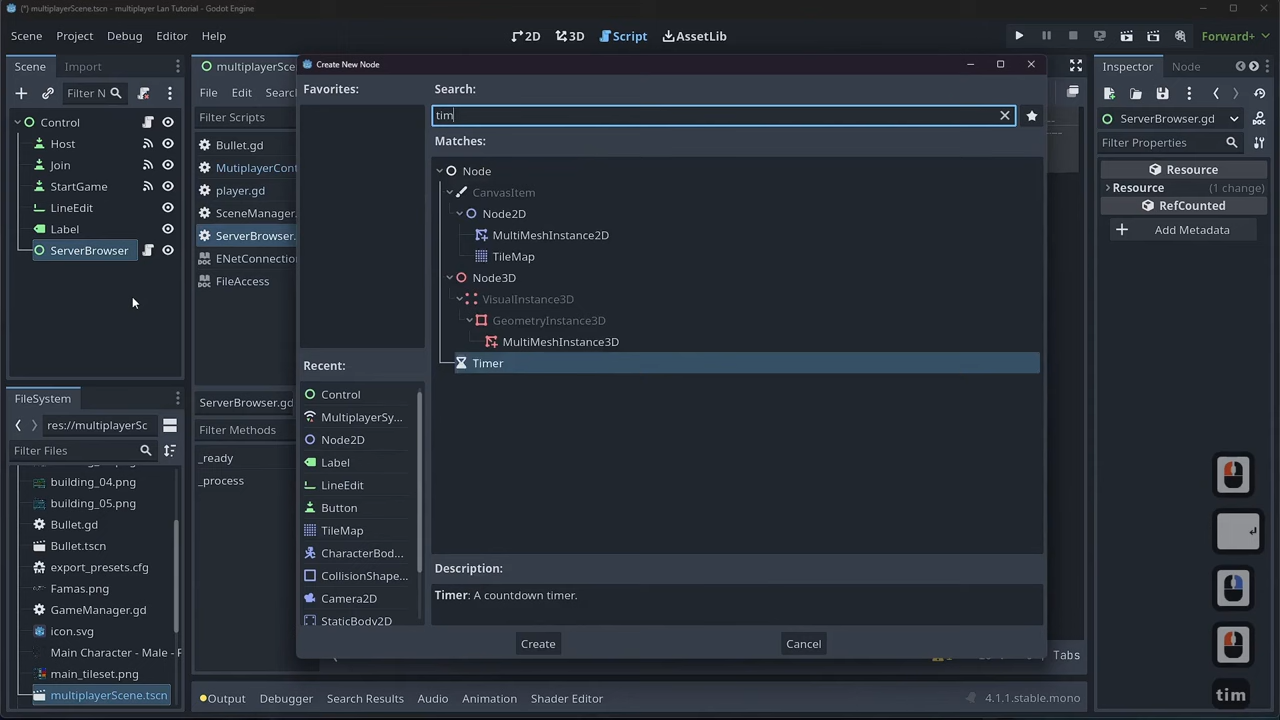 (*) multiplayerScene.tscn - multiplayer Lan Tutorial - Godot Engine
Scene Project Debug Editor Help
2D 3D Script AssetLib
Forward+
Scene Import
Filter N
Control
Host
Join
StartGame
LineEdit
Label
ServerBrowser
FileSystem
res://multiplayerSc
Filter Files
building_04.png
building_05.png
Bullet.gd
Bullet.tscn
export_presets.cfg
Famas.png
GameManager.gd
icon.svg
Main Character - Male - P
main_tileset.png
multiplayerScene.tscn
multiplayerSce
File Edit Searc
Filter Scripts
Bullet.gd
MutiplayerCont
player.gd
SceneManager.
ServerBrowser.
ENetConnectio
FileAccess
ServerBrowser.gd
Filter Methods
_ready
_process
Create New Node
Favorites:
Recent:
Control
MultiplayerSy...
Node2D
Label
LineEdit
Button
TileMap
CharacterBod...
CollisionShape...
Camera2D
StaticBody2D
Search:
tim
Matches:
Node
CanvasItem
Node2D
MultiMeshInstance2D
TileMap
Node3D
VisualInstance3D
GeometryInstance3D
MultiMeshInstance3D
Timer
Description:
Timer: A countdown timer.
Create Cancel
Tabs
Output Debugger Search Results Audio Animation Shader Editor
4.1.1.stable.mono
Inspector Node
ServerBrowser.gd
Filter Properties
Resource
Resource (1 change)
RefCounted
Add Metadata
tim